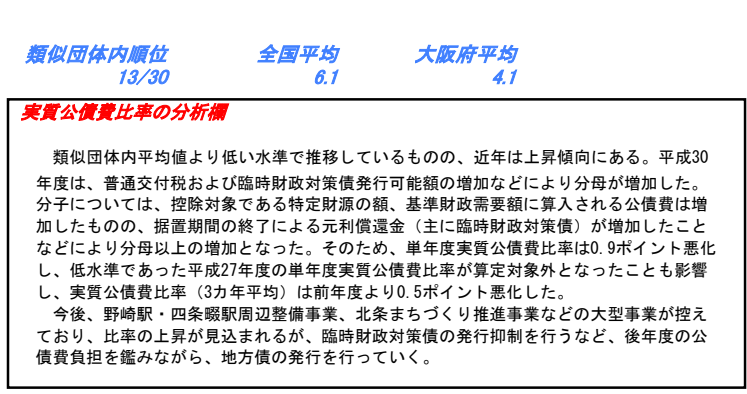 類似団体内順位 全国平均 大阪府平均
13/30 6.1 4.1
実質公債費比率の分析欄
類似団体内平均値より低い水準で推移しているものの、近年は上昇傾向にある。平成30
年度は、普通交付税および臨時財政対策債発行可能額の増加などにより分母が増加した。
分子については、控除対象である特定財源の額、基準財政需要額に算入される公債費は増
加したものの、据置期間の終了による元利償還金（主に臨時財政対策債）が増加したこと
などにより分母以上の増加となった。そのため、単年度実質公債費比率は0.9ポイント悪化
し、低水準であった平成27年度の単年度実質公債費比率が算定対象外となったことも影響
し、実質公債費比率（3カ年平均）は前年度より0.5ポイント悪化した。
今後、野崎駅・四条畷駅周辺整備事業、北条まちづくり推進事業などの大型事業が控え
ており、比率の上昇が見込まれるが、臨時財政対策債の発行抑制を行うなど、後年度の公
債費負担を鑑みながら、地方債の発行を行っていく。